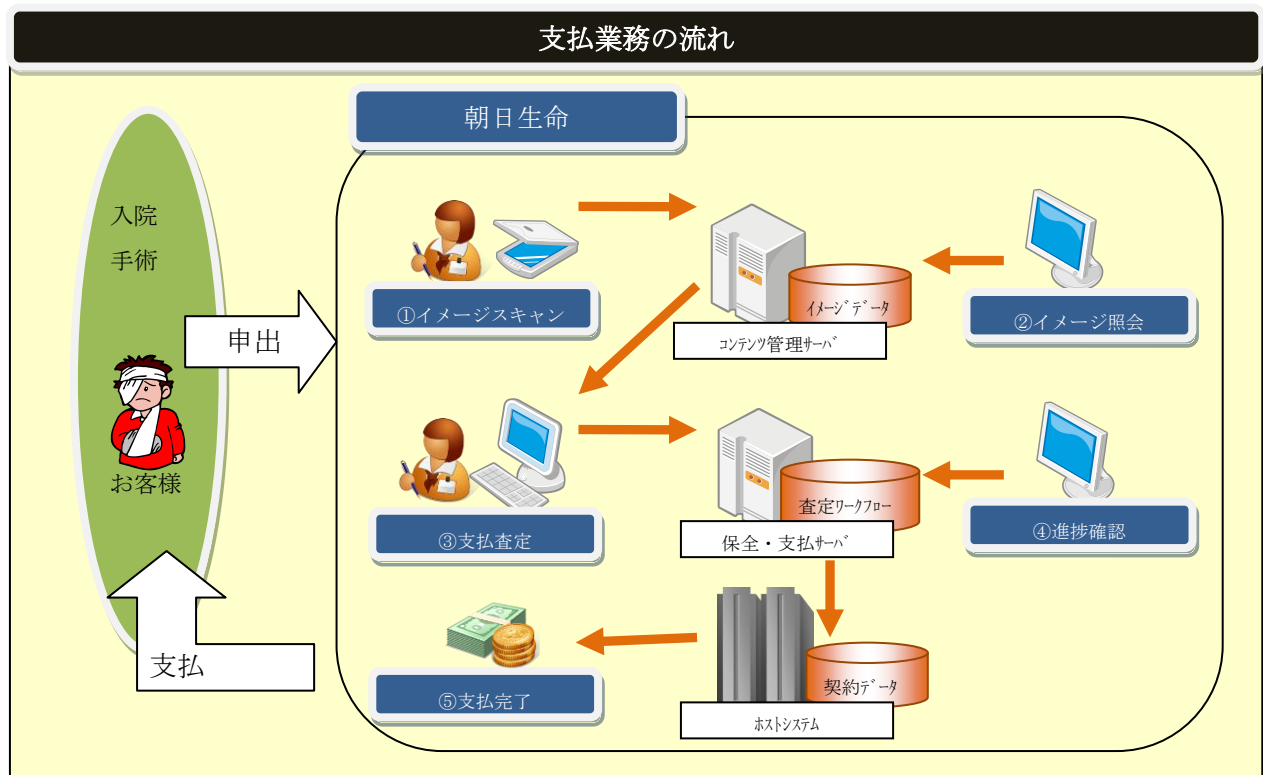 支払業務の流れ
朝日生命
入院
手術
お客様
申出
支払
①イメージスキャン
ｲﾒｰｼﾞﾃﾞｰﾀ
ｺﾝﾃﾝﾂ管理ｻｰﾊﾞ
②イメージ照会
③支払査定
査定ﾜｰｸﾌﾛｰ
保全・支払ｻｰﾊﾞ
④進捗確認
⑤支払完了
契約ﾃﾞｰﾀ
ﾎｽﾄｼｽﾃﾑ